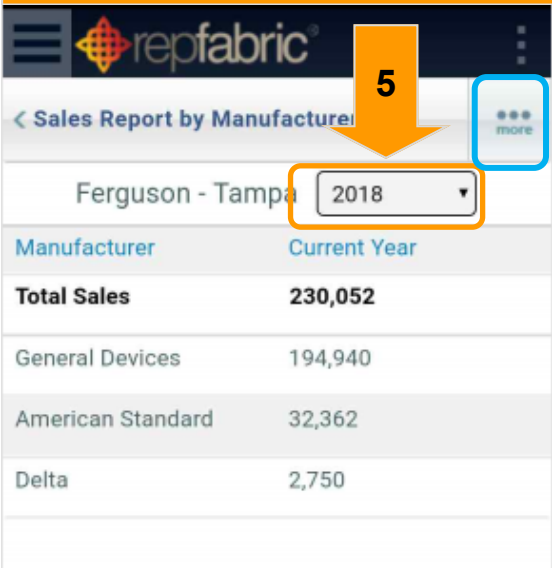 repfabric®
5
< Sales Report by Manufacturer
more
Ferguson - Tampa 2018
Manufacturer Current Year
Total Sales 230,052
General Devices 194,940
American Standard 32,362
Delta 2,750